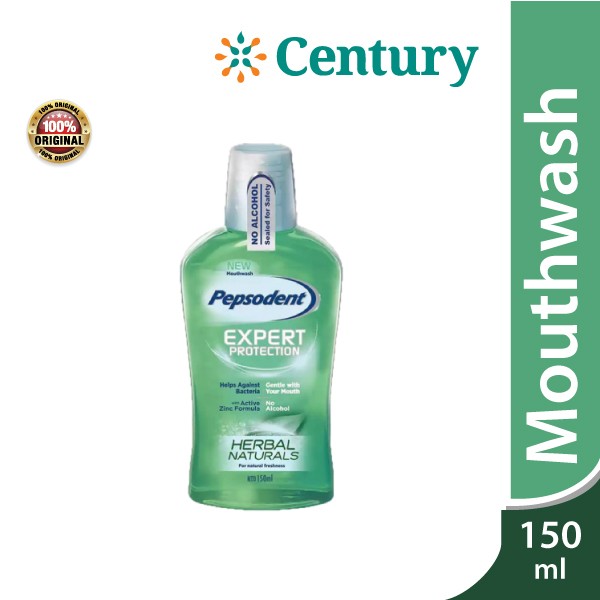 Century
100% ORIGINAL
100%
ORIGINAL
100% ORIGINAL
NO ALCOHOL
Sealed for Safety
NEW
Mouthwash
Pepsodent
EXPERT
PROTECTION
Helps Against
Bacteria
Gentle with
Your Mouth
with Active
Zinc Formula
No
Alcohol
HERBAL
NATURALS
For natural freshness
150ml
Mouthwash
150
ml